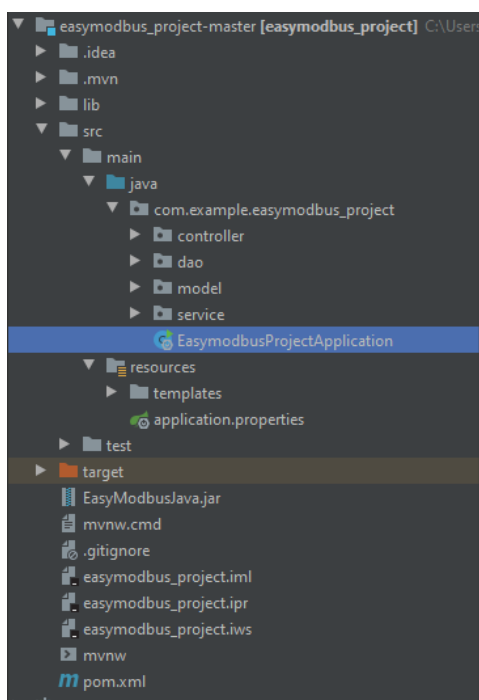 easymodbus_project-master [easymodbus_project] C:\Users
.idea
.mvn
lib
src
main
java
com.example.easymodbus_project
controller
dao
model
service
EasymodbusProjectApplication
resources
templates
application.properties
test
target
EasyModbusJava.jar
mvnw.cmd
.gitignore
easymodbus_project.iml
easymodbus_project.ipr
easymodbus_project.iws
mvnw
pom.xml